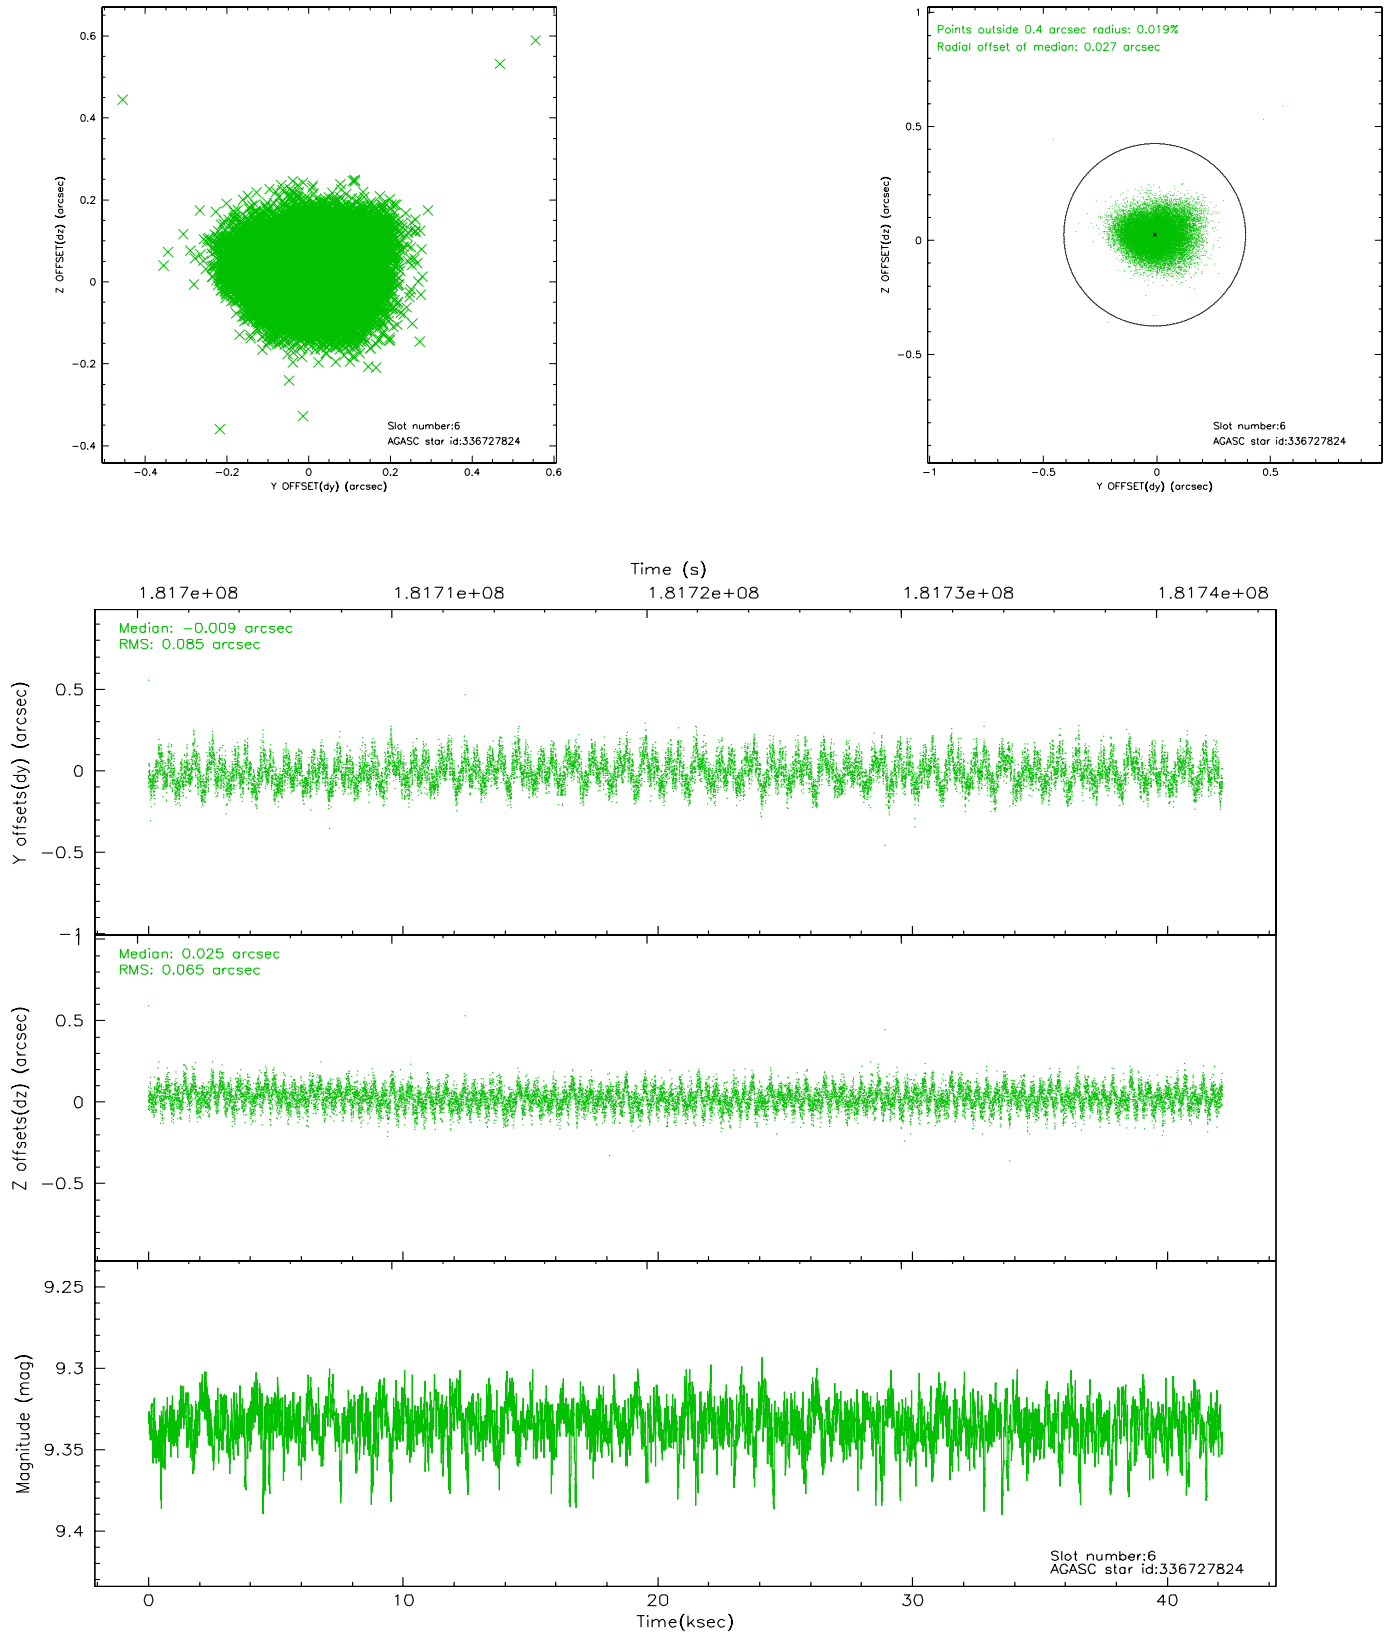 0.6
0.4
0.2
0
−0.2
−0.4
Z OFFSET(dz) (arcsec)
Slot number:6
AGASC star id:336727824
−0.4 −0.2 0 0.2 0.4 0.6
Y OFFSET(dy) (arcsec)
Points outside 0.4 arcsec radius: 0.019%
Radial offset of median: 0.027 arcsec
1
0.5
0
−0.5
Z OFFSET(dz) (arcsec)
Slot number:6
AGASC star id:336727824
−1 −0.5 0 0.5
Y OFFSET(dy) (arcsec)
Time (s)
1.817e+08 1.8171e+08 1.8172e+08 1.8173e+08 1.8174e+08
Median: −0.009 arcsec
RMS: 0.085 arcsec
0.5
0
−0.5
−1
Y offsets(dy) (arcsec)
1
Median: 0.025 arcsec
RMS: 0.065 arcsec
0.5
0
−0.5
Z offsets(dz) (arcsec)
9.25
9.3
9.35
9.4
Magnitude (mag)
Slot number:6
AGASC star id:336727824
0 10 20 30 40
Time(ksec)